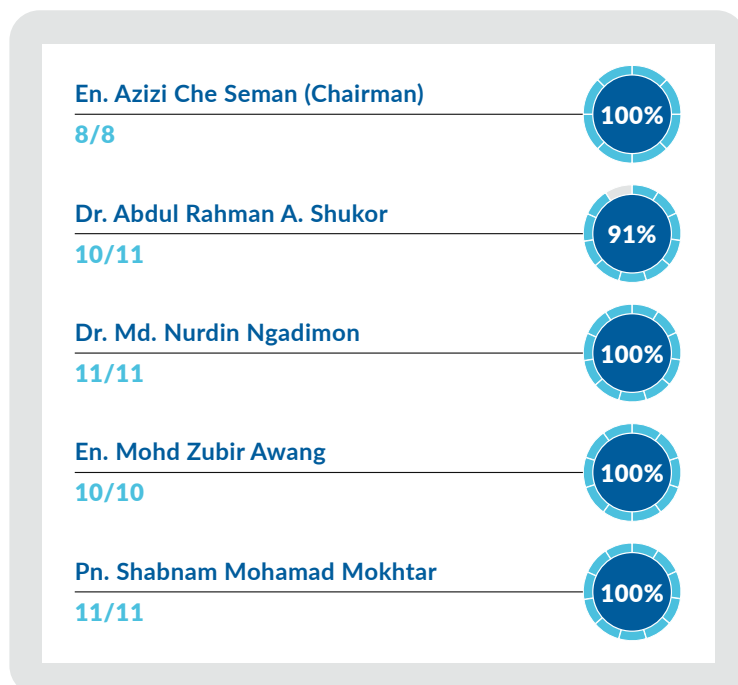 En. Azizi Che Seman (Chairman)
8/8
100%
Dr. Abdul Rahman A. Shukor
10/11
91%
Dr. Md. Nurdin Ngadimon
11/11
100%
En. Mohd Zubir Awang
10/10
100%
Pn. Shabnam Mohamad Mokhtar
11/11
100%